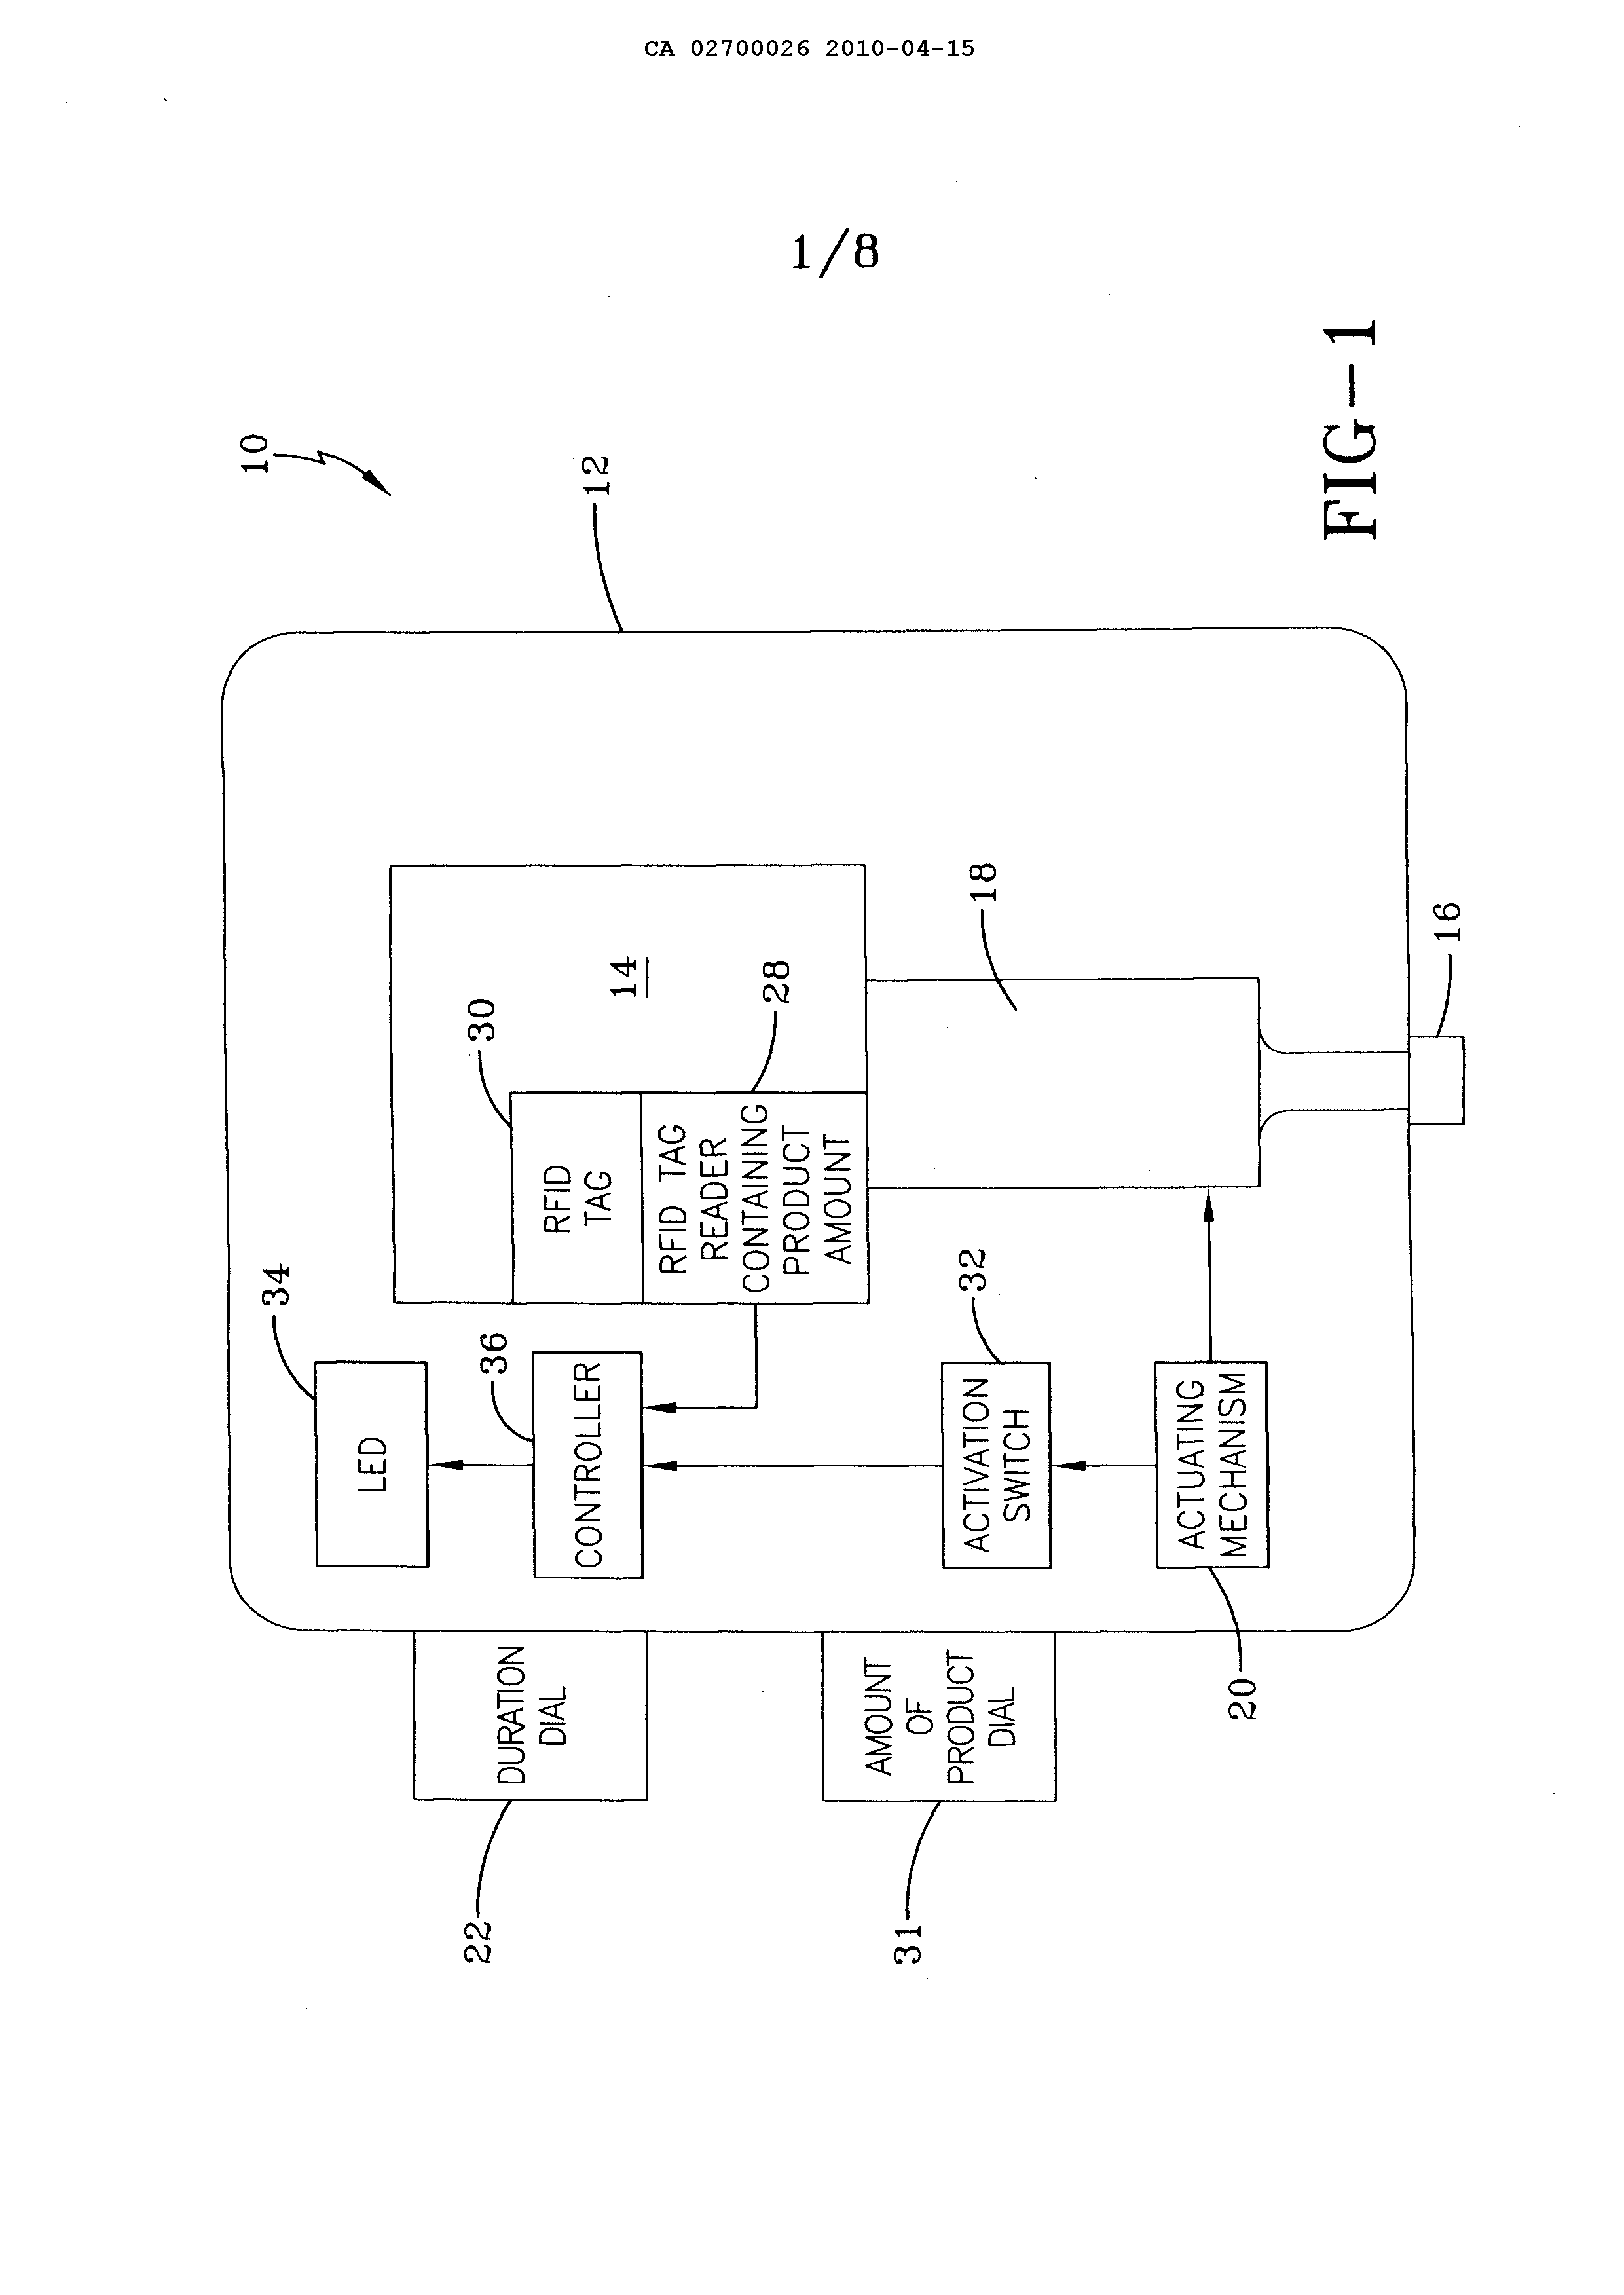 CA 02700026 2010-04-15
1/8
10
12
34
LED
36
CONTROLLER
30
RFID
TAG
14
28
RFID TAG
READER
CONTAINING
PRODUCT
AMOUNT
18
16
32
ACTIVATION
SWITCH
ACTUATING
MECHANISM
20
DURATION
DIAL
22
AMOUNT
OF
PRODUCT
DIAL
31
FIG-1